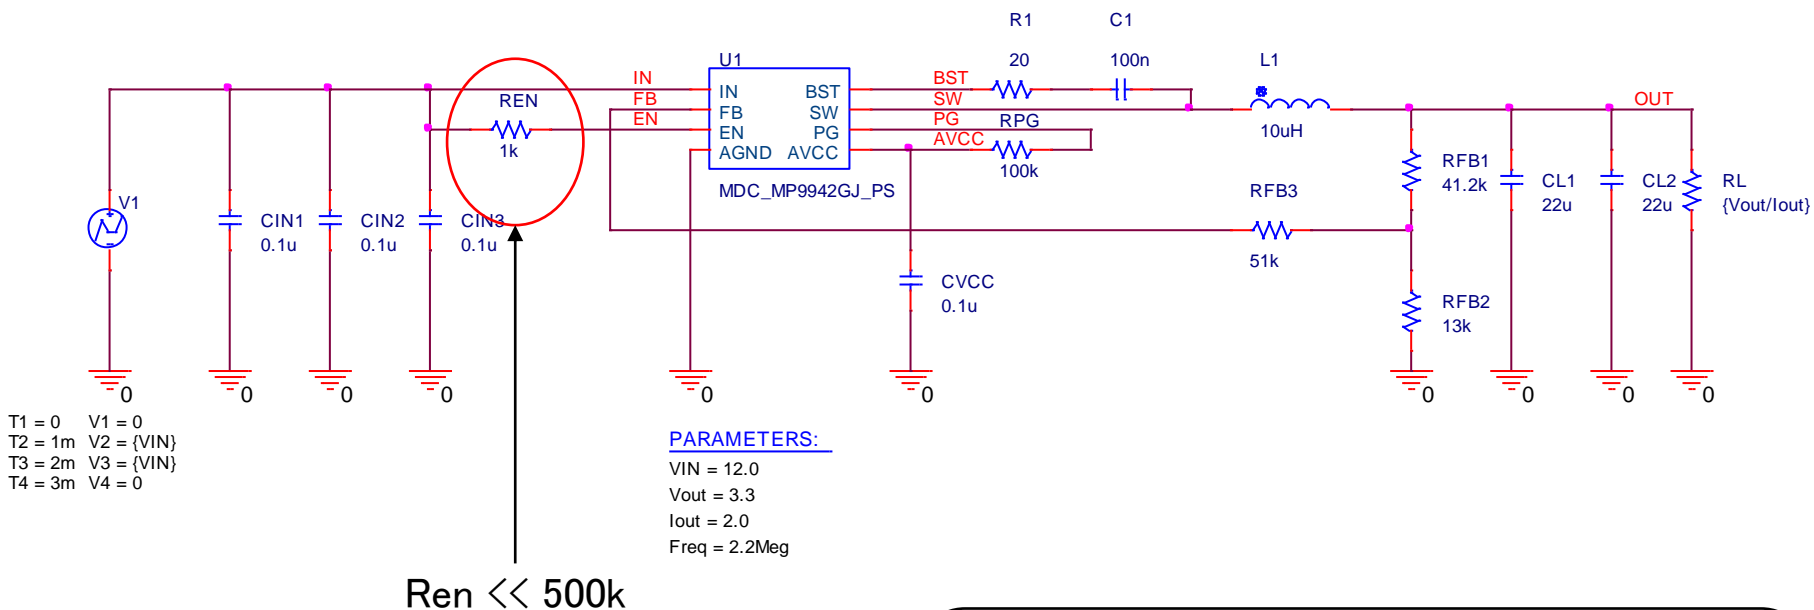 R1
C1
U1
20
100n
L1
IN
FB
EN
REN
1k
IN
FB
EN
AGND
BST
SW
PG
AVCC
BST
SW
PG
AVCC
RPG
100k
10uH
OUT
MDC_MP9942GJ_PS
V1
CIN1
0.1u
CIN2
0.1u
CIN3
0.1u
CVCC
0.1u
RFB3
51k
RFB1
41.2k
RFB2
13k
CL1
22u
CL2
22u
RL
{Vout/Iout}
0
0
0
0
0
0
0
0
0
0
T1 = 0 V1 = 0
T2 = 1m V2 = {VIN}
T3 = 2m V3 = {VIN}
T4 = 3m V4 = 0
PARAMETERS:
VIN = 12.0
Vout = 3.3
Iout = 2.0
Freq = 2.2Meg
Ren << 500k